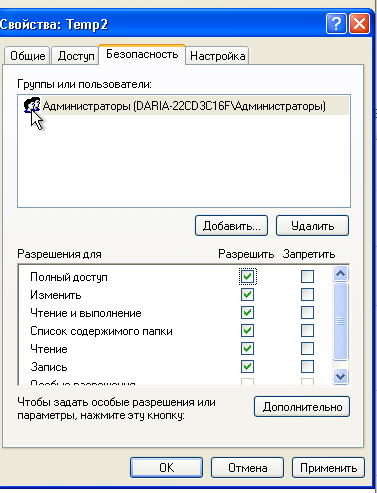 Свойства: Temp2
Общие Доступ Безопасность Настройка
Группы или пользователи:
Администраторы (DARIA-22CD3C16F\Администраторы)
Добавить... Удалить
Разрешения для Разрешить Запретить
Полный доступ
Изменить
Чтение и выполнение
Список содержимого папки
Чтение
Запись
Особые разрешения
Чтобы задать особые разрешения или
параметры, нажмите эту кнопку:
Дополнительно
OK Отмена Применить